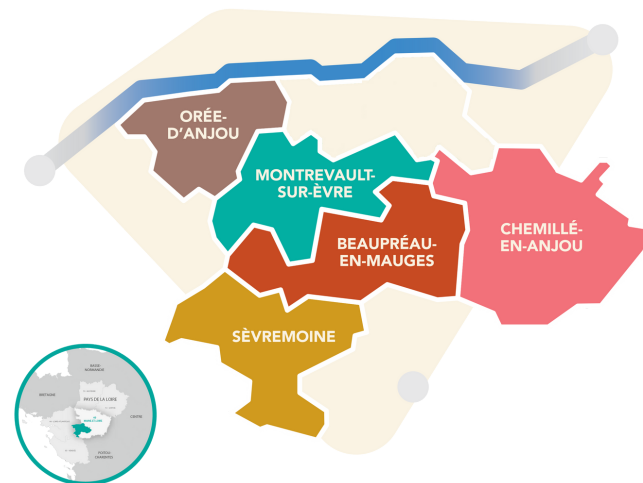 ORÉE-
D'ANJOU
MONTREVAULT-
SUR-ÈVRE
BEAUPRÉAU-
EN-MAUGES
CHEMILLÉ-
EN-ANJOU
SÈVREMOINE
BRETAGNE
PAYS DE LA LOIRE
CENTRE